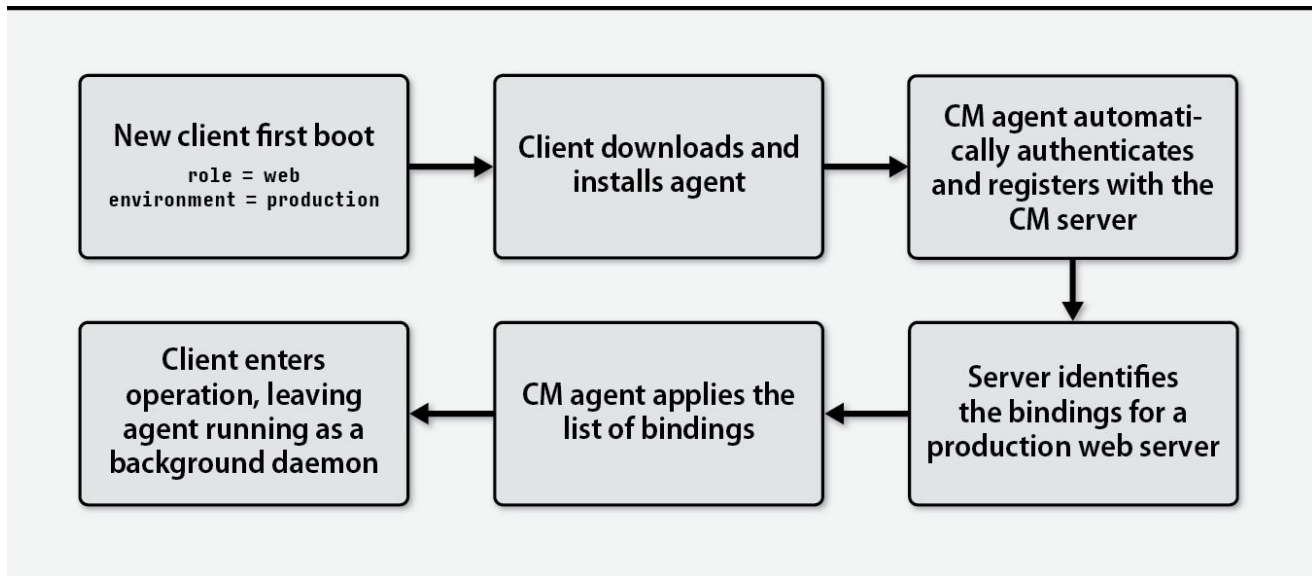 New client first boot
role = web
environment = production
Client downloads and
installs agent
CM agent automati-
cally authenticates
and registers with the
CM server
Server identifies
the bindings for a
production web server
CM agent applies the
list of bindings
Client enters
operation, leaving
agent running as a
background daemon